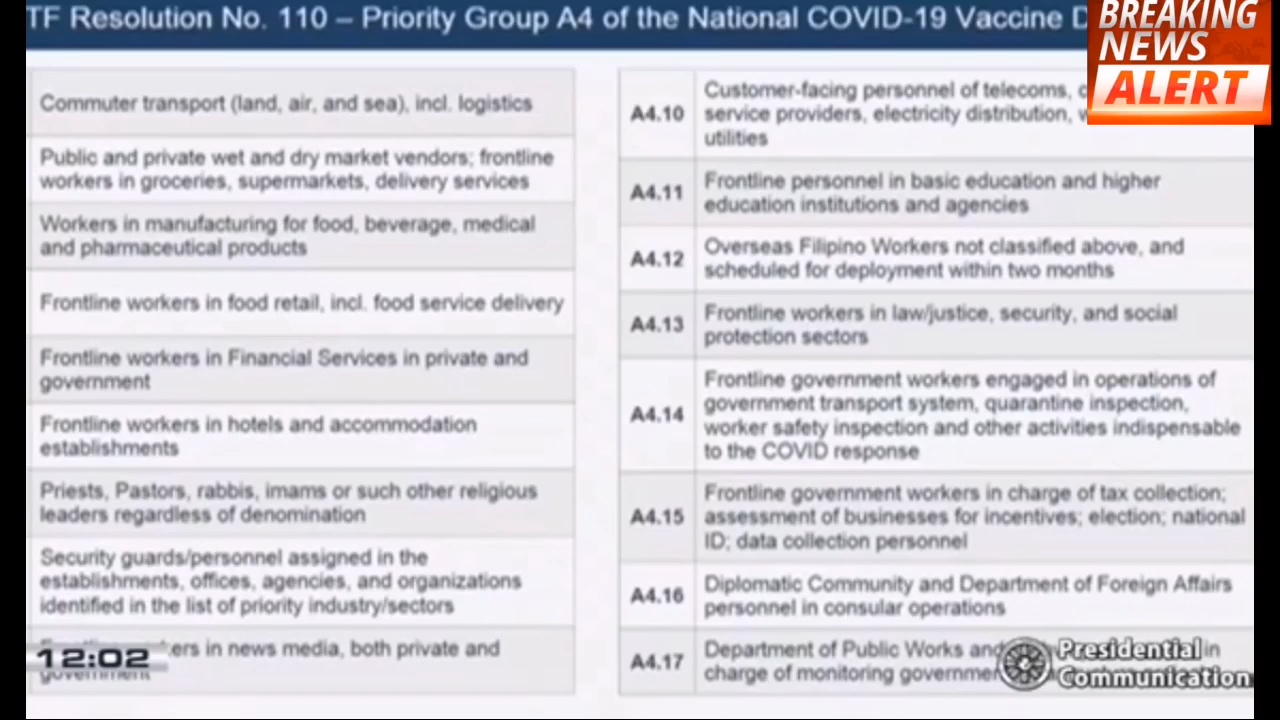 TF Resolution No. 110 – Priority Group A4 of the National COVID-19 Vaccine D
BREAKING
NEWS
ALERT
Commuter transport (land, air, and sea), incl. logistics
Public and private wet and dry market vendors; frontline
workers in groceries, supermarkets, delivery services
Workers in manufacturing for food, beverage, medical
and pharmaceutical products
Frontline workers in food retail, incl. food service delivery
Frontline workers in Financial Services in private and
government
Frontline workers in hotels and accommodation
establishments
Priests, Pastors, rabbis, imams or such other religious
leaders regardless of denomination
Security guards/personnel assigned in the
establishments, offices, agencies, and organizations
identified in the list of priority industry/sectors
ers in news media, both private and
government
12:02
A4.10
Customer-facing personnel of telecoms,
service providers, electricity distribution,
utilities
A4.11
Frontline personnel in basic education and higher
education institutions and agencies
A4.12
Overseas Filipino Workers not classified above, and
scheduled for deployment within two months
A4.13
Frontline workers in law/justice, security, and social
protection sectors
A4.14
Frontline government workers engaged in operations of
government transport system, quarantine inspection,
worker safety inspection and other activities indispensable
to the COVID response
A4.15
Frontline government workers in charge of tax collection;
assessment of businesses for incentives; election; national
ID; data collection personnel
A4.16
Diplomatic Community and Department of Foreign Affairs
personnel in consular operations
A4.17
Department of Public Works and in
charge of monitoring governmen
Presidential
Communication